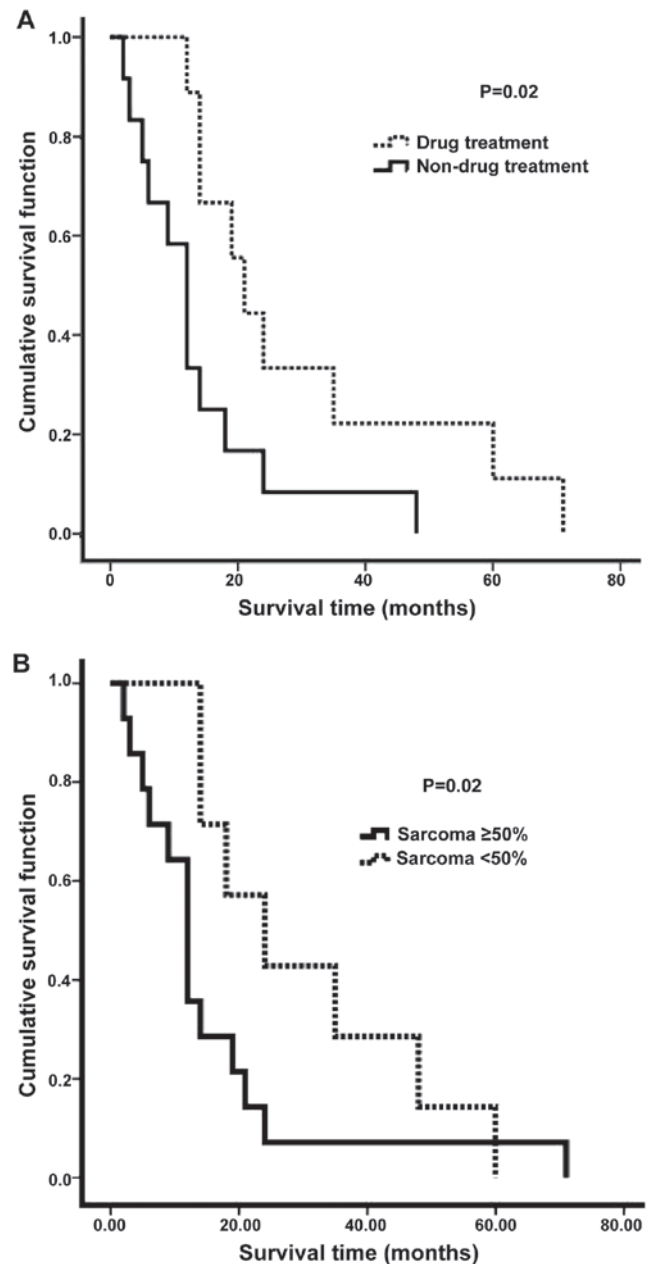 A
1.0
0.8
0.6
0.4
0.2
0.0
Cumulative survival function
P=0.02
Drug treatment
Non-drug treatment
0 20 40 60 80
Survival time (months)
B
1.0
0.8
0.6
0.4
0.2
0.0
Cumulative survival function
P=0.02
Sarcoma ≥50%
Sarcoma <50%
0.00 20.00 40.00 60.00 80.00
Survival time (months)